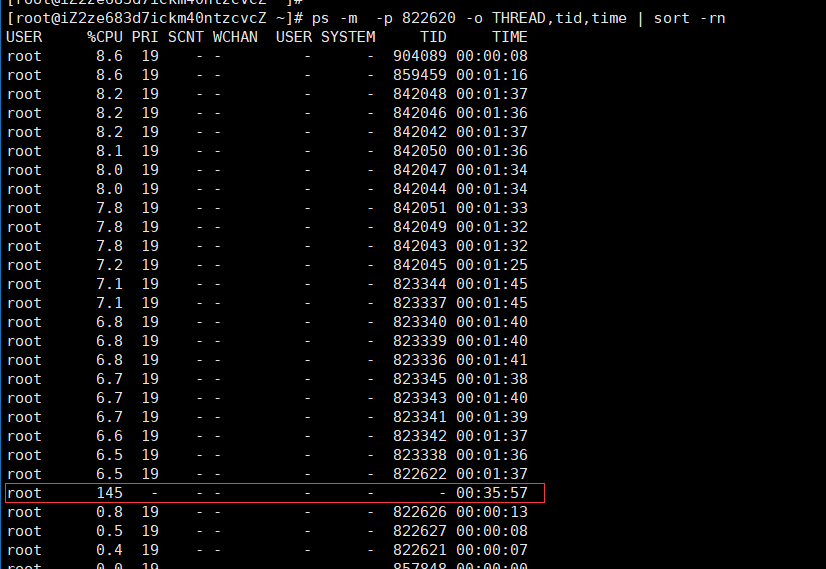 [root@iZ2ze683d7ickm40ntzcvcZ ~]#
[root@iZ2ze683d7ickm40ntzcvcZ ~]# ps -m  -p 822620 -o THREAD,tid,time | sort -rn
USER     %CPU PRI SCNT WCHAN  USER SYSTEM     TID     TIME
root      8.6  19    - -         -      -  904089 00:00:08
root      8.6  19    - -         -      -  859459 00:01:16
root      8.2  19    - -         -      -  842048 00:01:37
root      8.2  19    - -         -      -  842046 00:01:36
root      8.2  19    - -         -      -  842042 00:01:37
root      8.1  19    - -         -      -  842050 00:01:36
root      8.0  19    - -         -      -  842047 00:01:34
root      8.0  19    - -         -      -  842044 00:01:34
root      7.8  19    - -         -      -  842051 00:01:33
root      7.8  19    - -         -      -  842049 00:01:32
root      7.8  19    - -         -      -  842043 00:01:32
root      7.2  19    - -         -      -  842045 00:01:25
root      7.1  19    - -         -      -  823344 00:01:45
root      7.1  19    - -         -      -  823337 00:01:45
root      6.8  19    - -         -      -  823340 00:01:40
root      6.8  19    - -         -      -  823339 00:01:40
root      6.8  19    - -         -      -  823336 00:01:41
root      6.7  19    - -         -      -  823345 00:01:38
root      6.7  19    - -         -      -  823343 00:01:40
root      6.7  19    - -         -      -  823341 00:01:39
root      6.6  19    - -         -      -  823342 00:01:37
root      6.5  19    - -         -      -  823338 00:01:36
root      6.5  19    - -         -      -  822622 00:01:37
root      145   -    - -         -      -       - 00:35:57
root      0.8  19    - -         -      -  822626 00:00:13
root      0.5  19    - -         -      -  822627 00:00:08
root      0.4  19    - -         -      -  822621 00:00:07
root      0.0  19    - -         -      -  857848 00:00:00